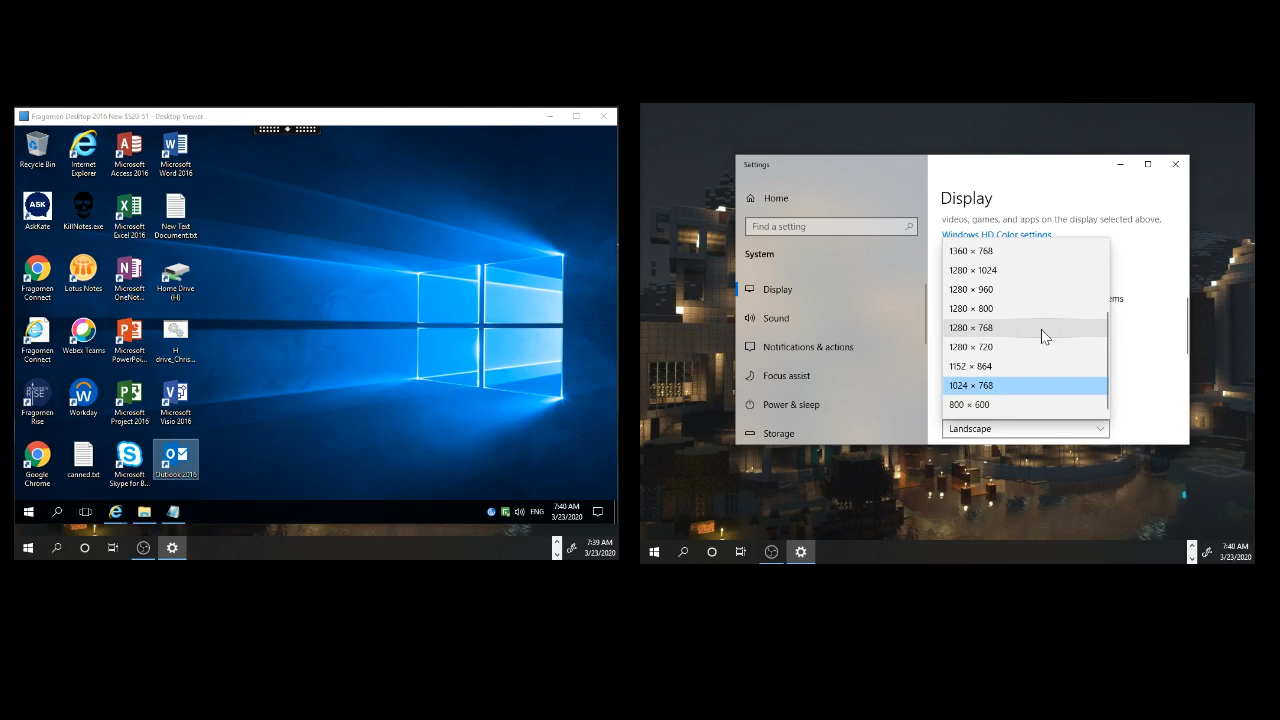 Fragomen Desktop 2016 New $S20-51 - Desktop Viewer
Recycle Bin
Internet Explorer
Microsoft Access 2016
Microsoft Word 2016
ASK
AskKate
KillNotes.exe
Microsoft Excel 2016
New Text Document.txt
Fragomen Connect
Lotus Notes
Microsoft OneNot...
Home Drive (H)
Fragomen Connect
Webex Teams
Microsoft PowerPoi...
H drive_Chris...
RISE
Fragomen Rise
Workday
Microsoft Project 2016
Microsoft Visio 2016
Google Chrome
canned.txt
Microsoft Skype for B...
Outlook 2016
ENG
7:40 AM
3/23/2020
7:39 AM
3/23/2020
Settings
Home
Find a setting
System
Display
Sound
Notifications & actions
Focus assist
Power & sleep
Storage
Display
videos, games, and apps on the display selected above.
Windows HD Color settings
1360 × 768
1280 × 1024
1280 × 960
1280 × 800
1280 × 768
1280 × 720
1152 × 864
1024 × 768
800 × 600
ems
Landscape
7:40 AM
3/23/2020